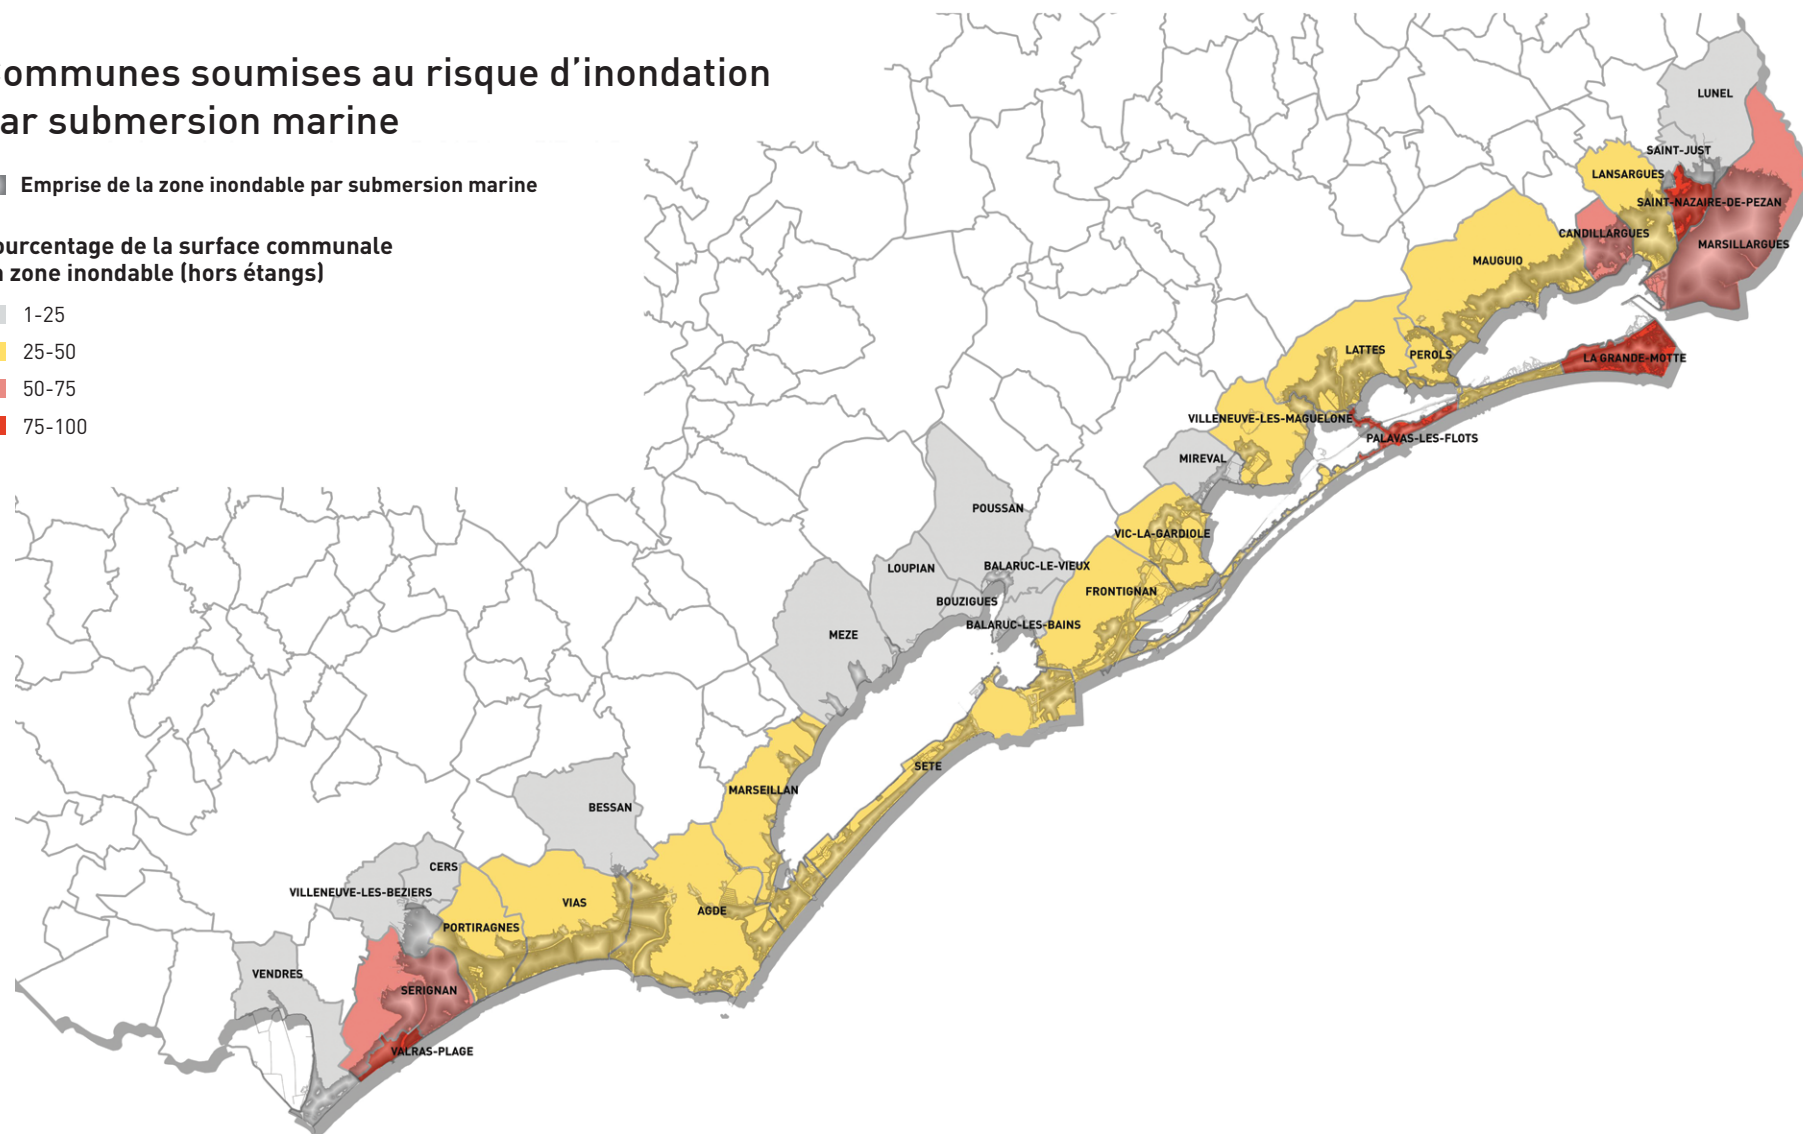 ommunes soumises au risque d'inondation
ar submersion marine
Emprise de la zone inondable par submersion marine
ourcentage de la surface communale
zone inondable (hors étangs)
1-25
25-50
50-75
75-100
LUNEL
SAINT-JUST
LANSARGUES
SAINT-NAZAIRE-DE-PEZAN
CANDILLARGUES
MARSILLARGUES
MAUGUIO
LATTES
PEROLS
LA GRANDE-MOTTE
VILLENEUVE-LES-MAGUELONE
PALAVAS-LES-FLOTS
MIREVAL
POUSSAN
VIC-LA-GARDIOLE
LOUPIAN
BALARUC-LE-VIEUX
FRONTIGNAN
BOUZIGUES
BALARUC-LES-BAINS
MEZE
SETE
MARSEILLAN
BESSAN
CERS
VILLENEUVE-LES-BEZIERS
VIAS
AGDE
PORTIRAGNES
VENDRES
SERIGNAN
VALRAS-PLAGE